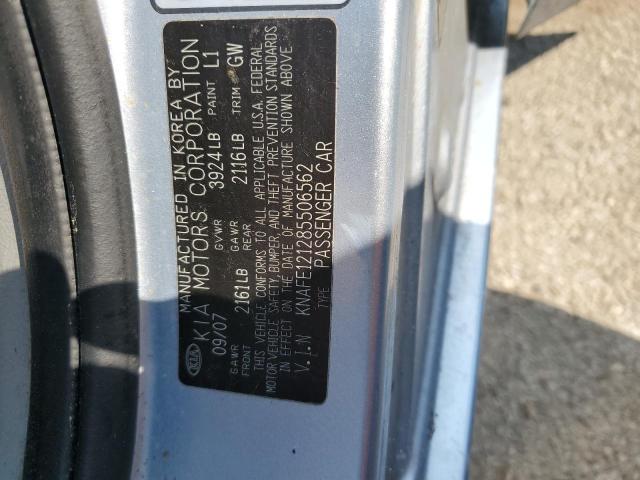 MANUFACTURED IN KOREA BY
KIA KIA MOTORS CORPORATION
09/07 GVWR 3924LB PAINT L1
GAWR FRONT 2161LB GAWR REAR 2116LB TRIM GW
THIS VEHICLE CONFORMS TO ALL APPLICABLE U.S.A. FEDERAL
MOTOR VEHICLE SAFETY, BUMPER, AND THEFT PREVENTION STANDARDS
IN EFFECT ON THE DATE OF MANUFACTURE SHOWN ABOVE
V.I.N KNAFE121285506562
TYPE PASSENGER CAR